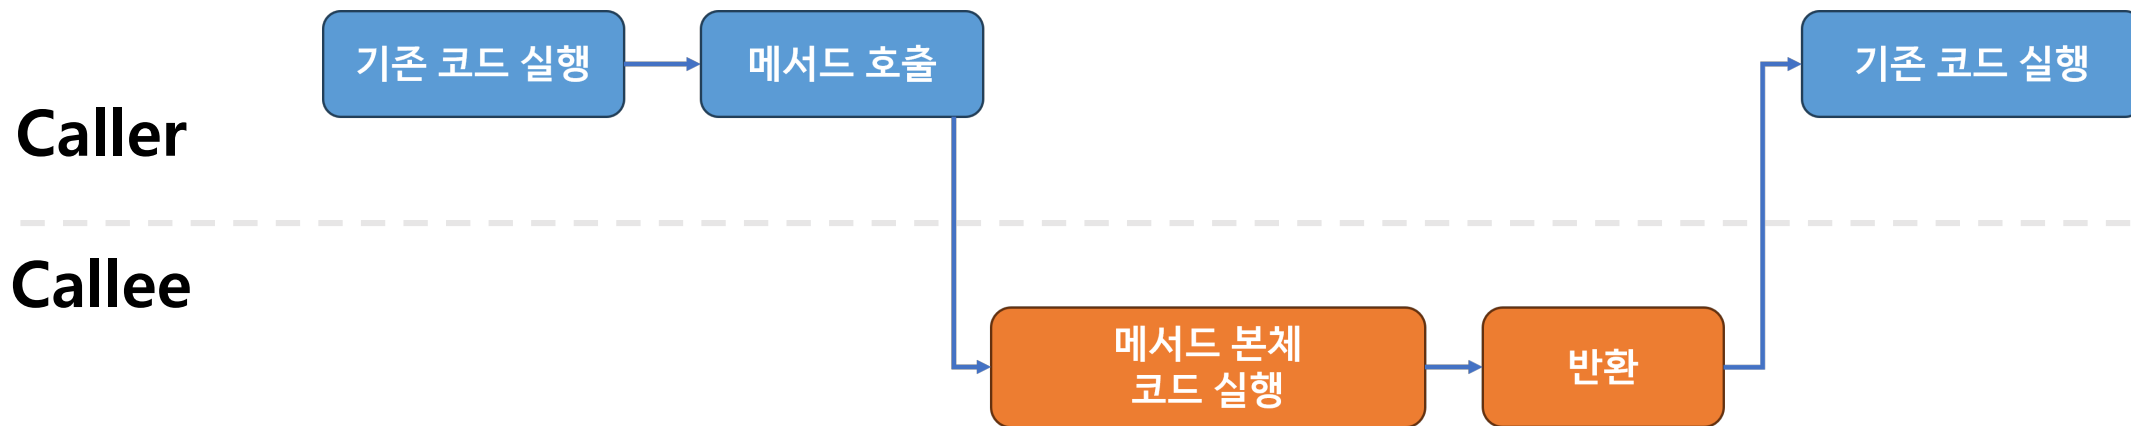 기존 코드 실행
메서드 호출
기존 코드 실행
Caller
Callee
메서드 본체
코드 실행
반환